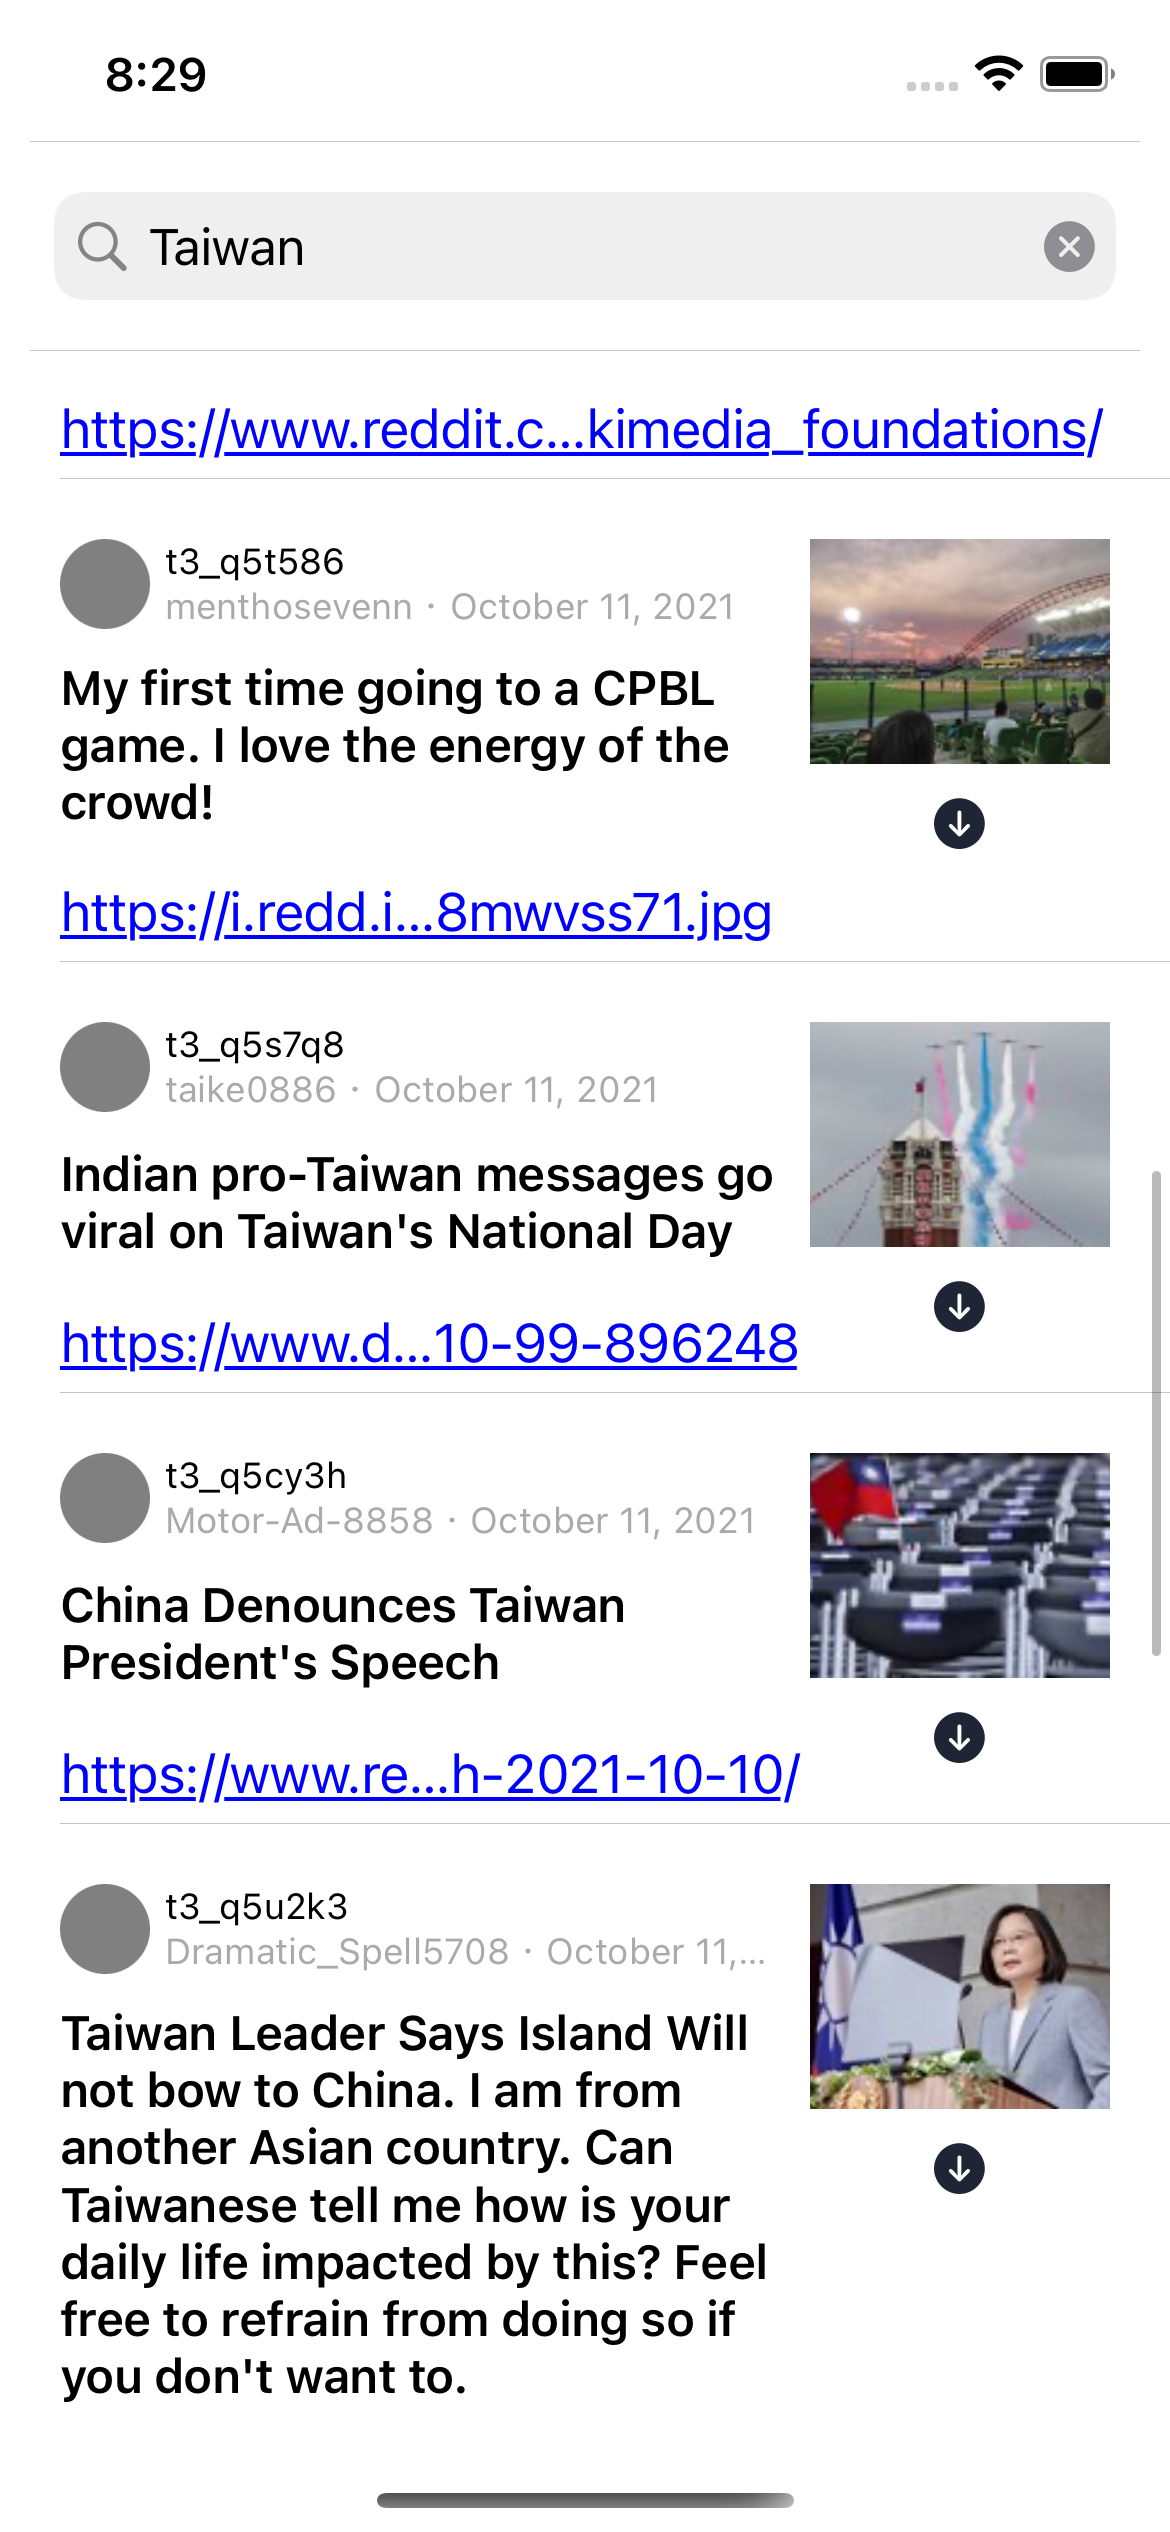 8:29
Taiwan
https://www.reddit.c...kimedia_foundations/
t3_q5t586
menthosevenn · October 11, 2021
My first time going to a CPBL
game. I love the energy of the
crowd!
https://i.redd.i...8mwvss71.jpg
t3_q5s7q8
taike0886 · October 11, 2021
Indian pro-Taiwan messages go
viral on Taiwan's National Day
https://www.d...10-99-896248
t3_q5cy3h
Motor-Ad-8858 · October 11, 2021
China Denounces Taiwan
President's Speech
https://www.re...h-2021-10-10/
t3_q5u2k3
Dramatic_Spell5708 · October 11,...
Taiwan Leader Says Island Will
not bow to China. I am from
another Asian country. Can
Taiwanese tell me how is your
daily life impacted by this? Feel
free to refrain from doing so if
you don't want to.